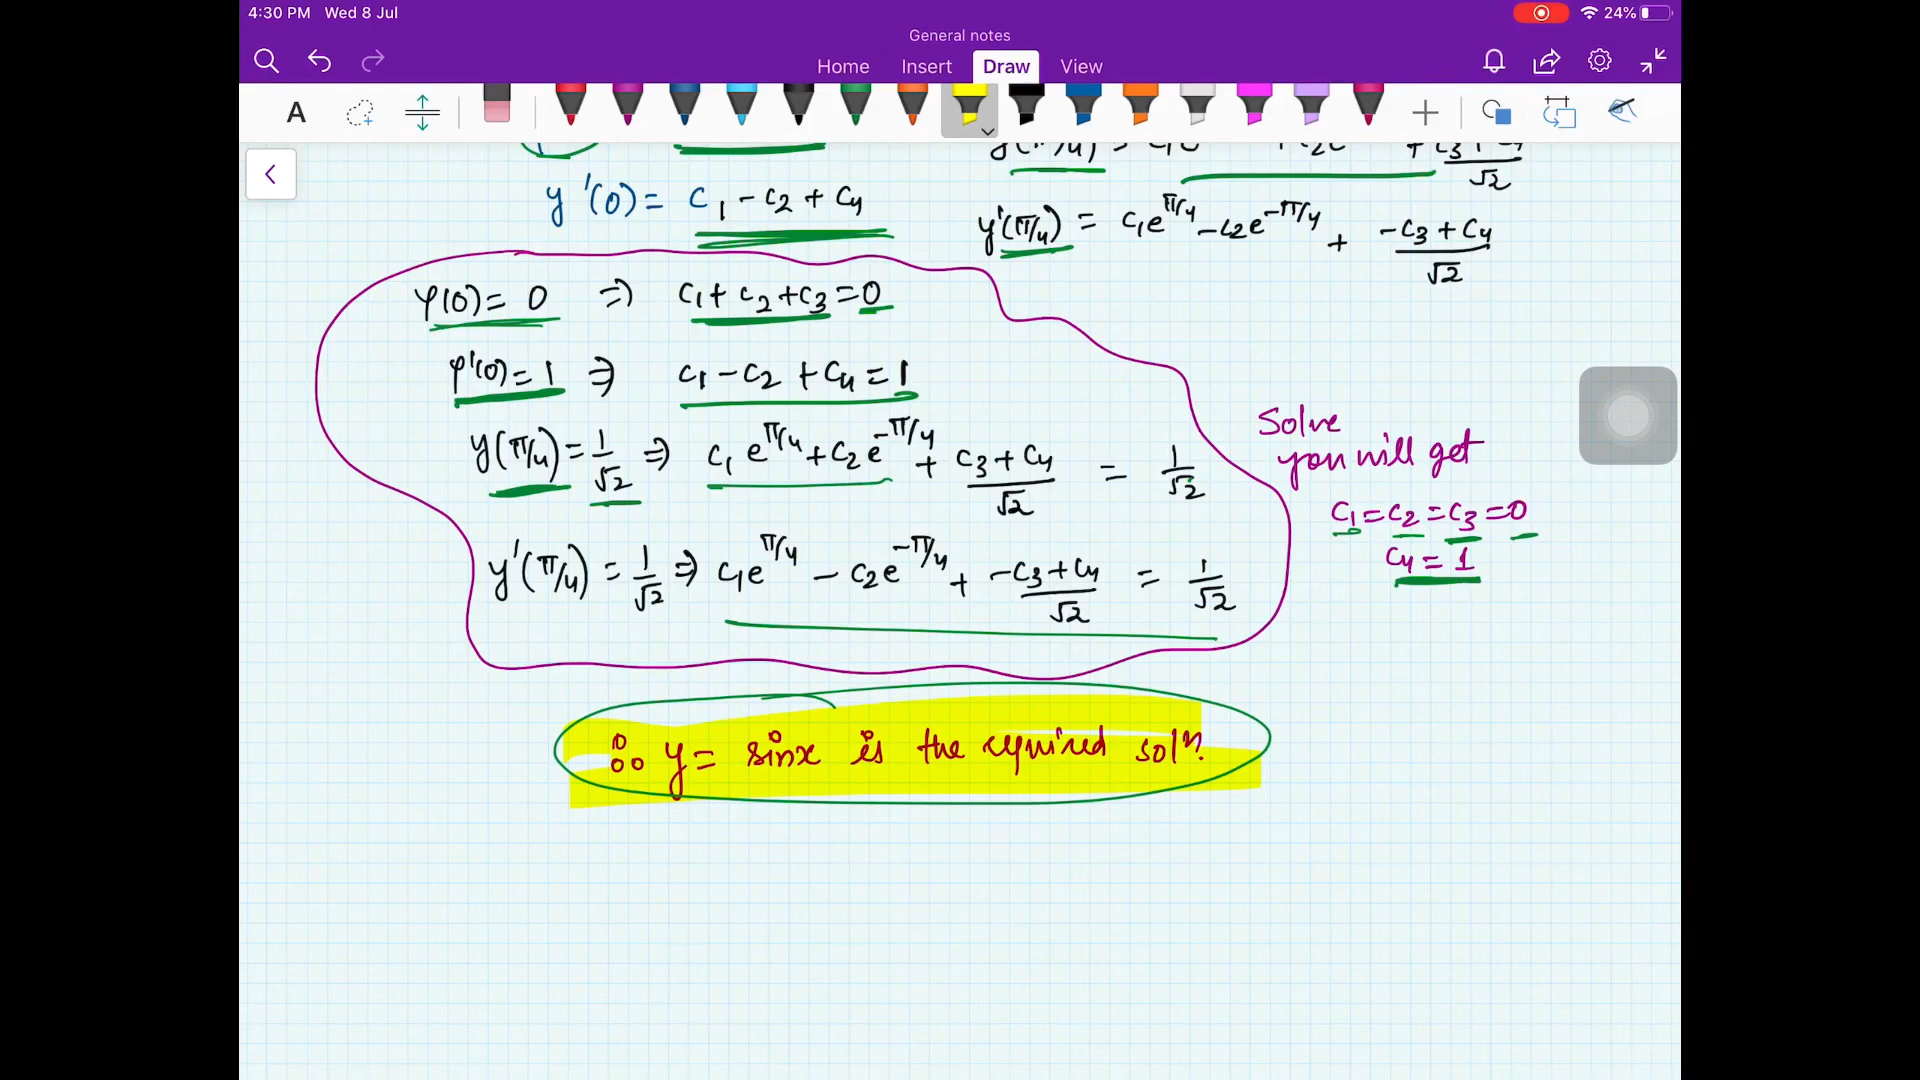 4:30 PM Wed 8 Jul 24%
General notes
Home Insert Draw View
A
y'(0) = c₁ - c₂ + c₄
y'(π/4) = c₁e^(π/4) - c₂e^(-π/4) + (-c₃ + c₄)/√2
φ(0) = 0 ⇒ c₁ + c₂ + c₃ = 0
φ'(0) = 1 ⇒ c₁ - c₂ + c₄ = 1
y(π/4) = 1/√2 ⇒ c₁ e^(π/4) + c₂ e^(-π/4) + (c₃ + c₄)/√2 = 1/√2
y'(π/4) = 1/√2 ⇒ c₁e^(π/4) - c₂e^(-π/4) + (-c₃ + c₄)/√2 = 1/√2
Solve
you will get
c₁ = c₂ = c₃ = 0
c₄ = 1
∴ y = sinx is the required solⁿ.